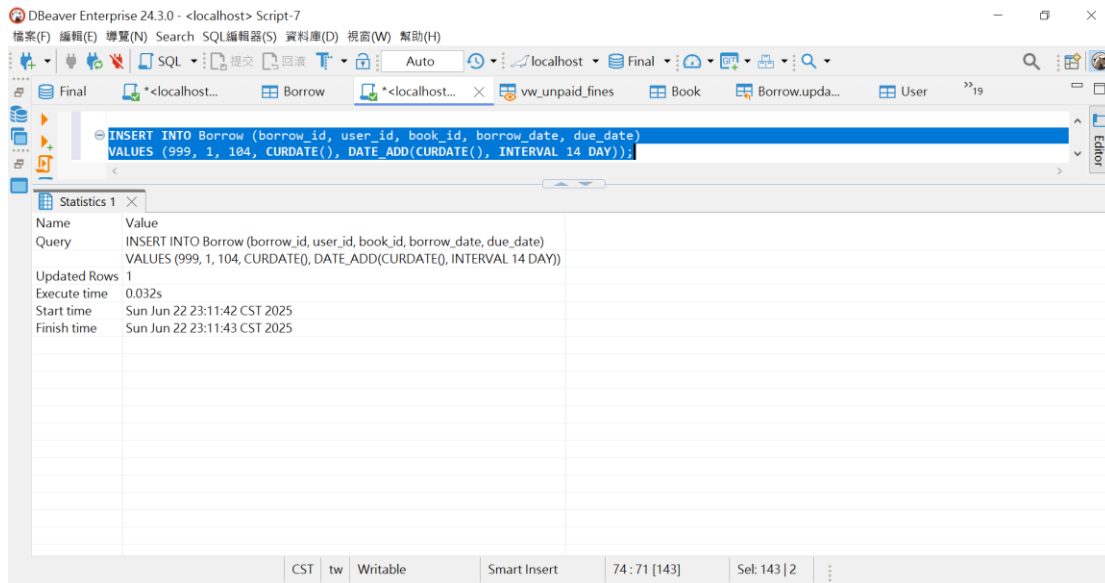 DBeaver Enterprise 24.3.0 - <localhost> Script-7
檔案(F) 編輯(E) 導覽(N) Search SQL編輯器(S) 資料庫(D) 視窗(W) 幫助(H)
SQL 提交 回滾 Auto localhost Final
Final *<localhost... Borrow *<localhost... vw_unpaid_fines Book Borrow.upda... User »19
INSERT INTO Borrow (borrow_id, user_id, book_id, borrow_date, due_date)
VALUES (999, 1, 104, CURDATE(), DATE_ADD(CURDATE(), INTERVAL 14 DAY));
Editor
Statistics 1
Name Value
Query INSERT INTO Borrow (borrow_id, user_id, book_id, borrow_date, due_date)
VALUES (999, 1, 104, CURDATE(), DATE_ADD(CURDATE(), INTERVAL 14 DAY))
Updated Rows 1
Execute time 0.032s
Start time Sun Jun 22 23:11:42 CST 2025
Finish time Sun Jun 22 23:11:43 CST 2025
CST tw Writable Smart Insert 74 : 71 [143] Sel: 143 | 2